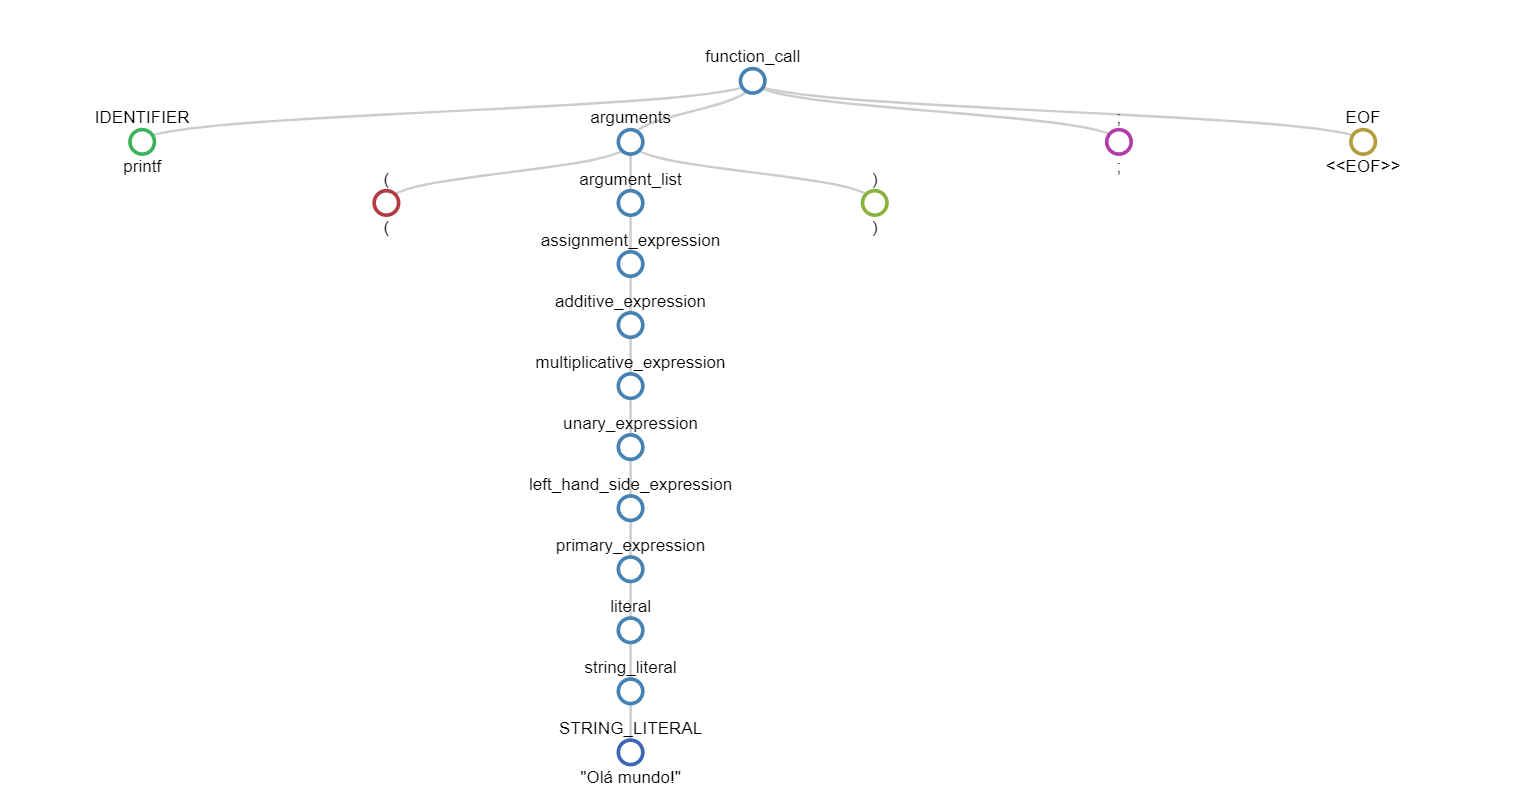 function_call
IDENTIFIER
arguments
;
EOF
printf
;
<<EOF>>
(
argument_list
)
(
)
assignment_expression
additive_expression
multiplicative_expression
unary_expression
left_hand_side_expression
primary_expression
literal
string_literal
STRING_LITERAL
"Olá mundo!"